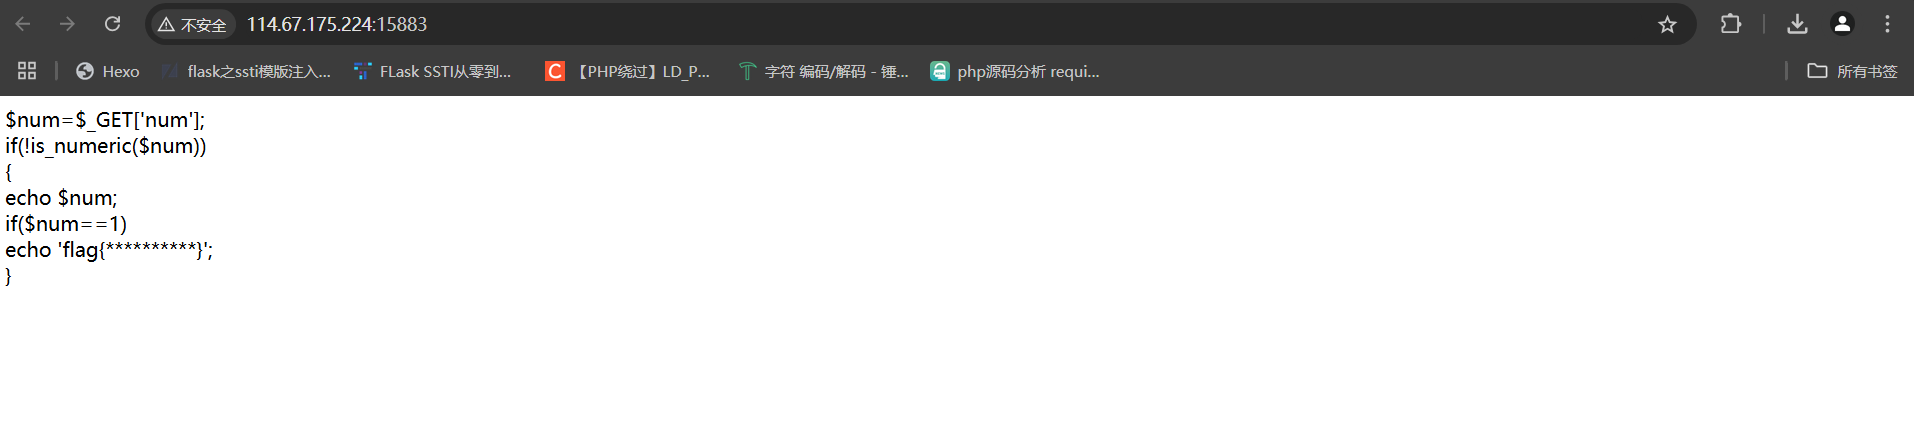 不安全 114.67.175.224:15883
Hexo flask之ssti模版注入... FLask SSTI从零到... C 【PHP绕过】LD_P... 字符 编码/解码 - 锤... php源码分析 requi... 所有书签
$num=$_GET['num'];
if(!is_numeric($num))
{
echo $num;
if($num==1)
echo 'flag{**********}';
}